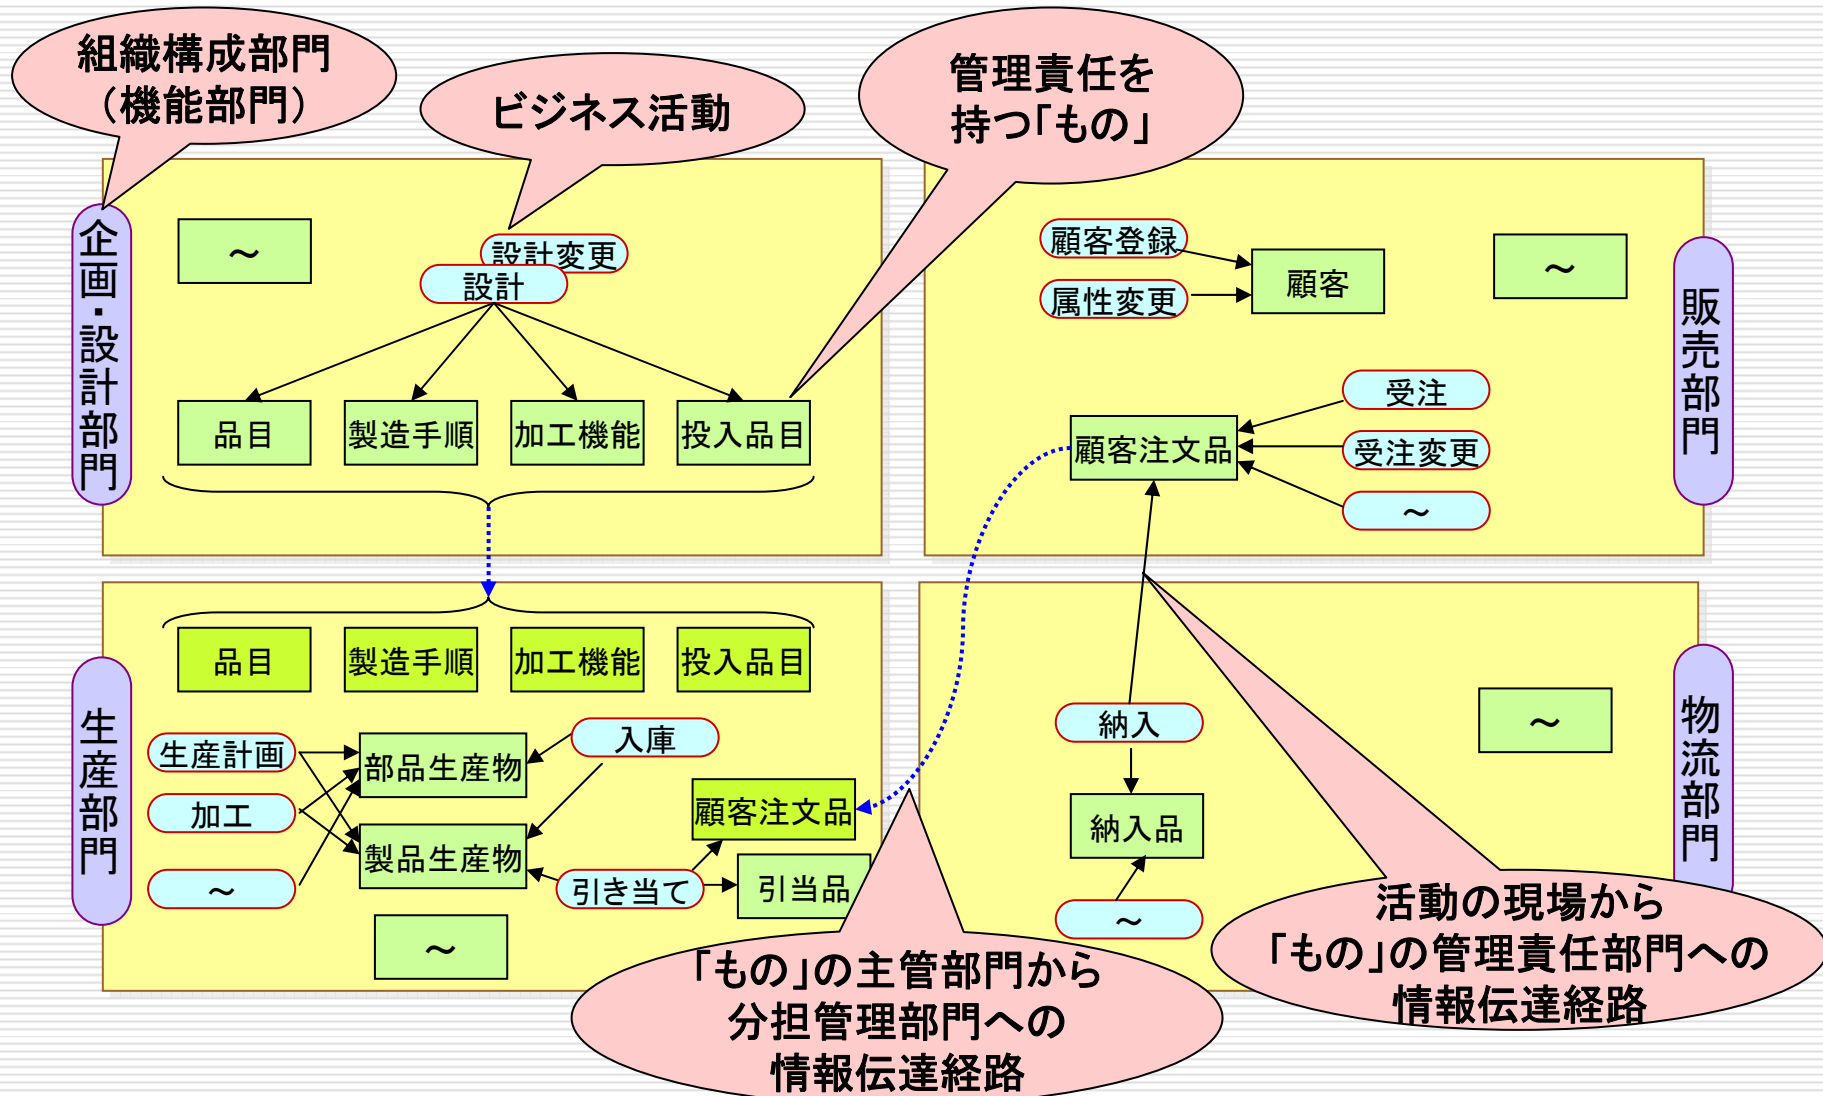 組織構成部門
（機能部門）
ビジネス活動
管理責任を
持つ「もの」
企画・設計部門
～
設計変更
設計
品目
製造手順
加工機能
投入品目
顧客登録
属性変更
顧客
～
販売部門
受注
顧客注文品
受注変更
～
生産部門
品目
製造手順
加工機能
投入品目
生産計画
部品生産物
入庫
加工
製品生産物
顧客注文品
～
引き当て
引当品
～
納入
～
物流部門
納入品
～
活動の現場から
「もの」の管理責任部門への
情報伝達経路
「もの」の主管部門から
分担管理部門への
情報伝達経路